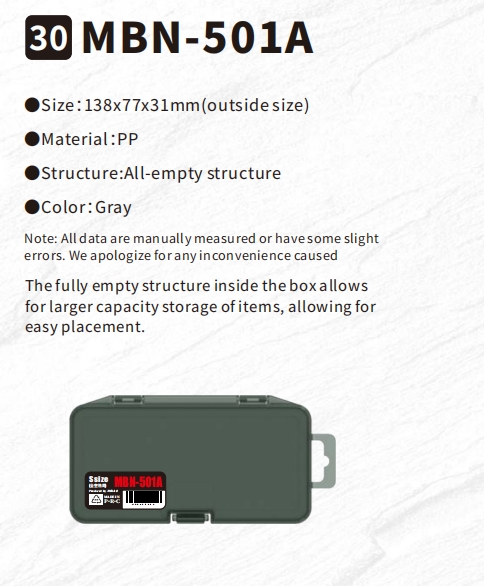 30 MBN-501A
●Size：138x77x31mm(outside size)
●Material：PP
●Structure:All-empty structure
●Color：Gray
Note: All data are manually measured or have some slight
errors. We apologize for any inconvenience caused
The fully empty structure inside the box allows
for larger capacity storage of items, allowing for
easy placement.
Ssize MBN-501A